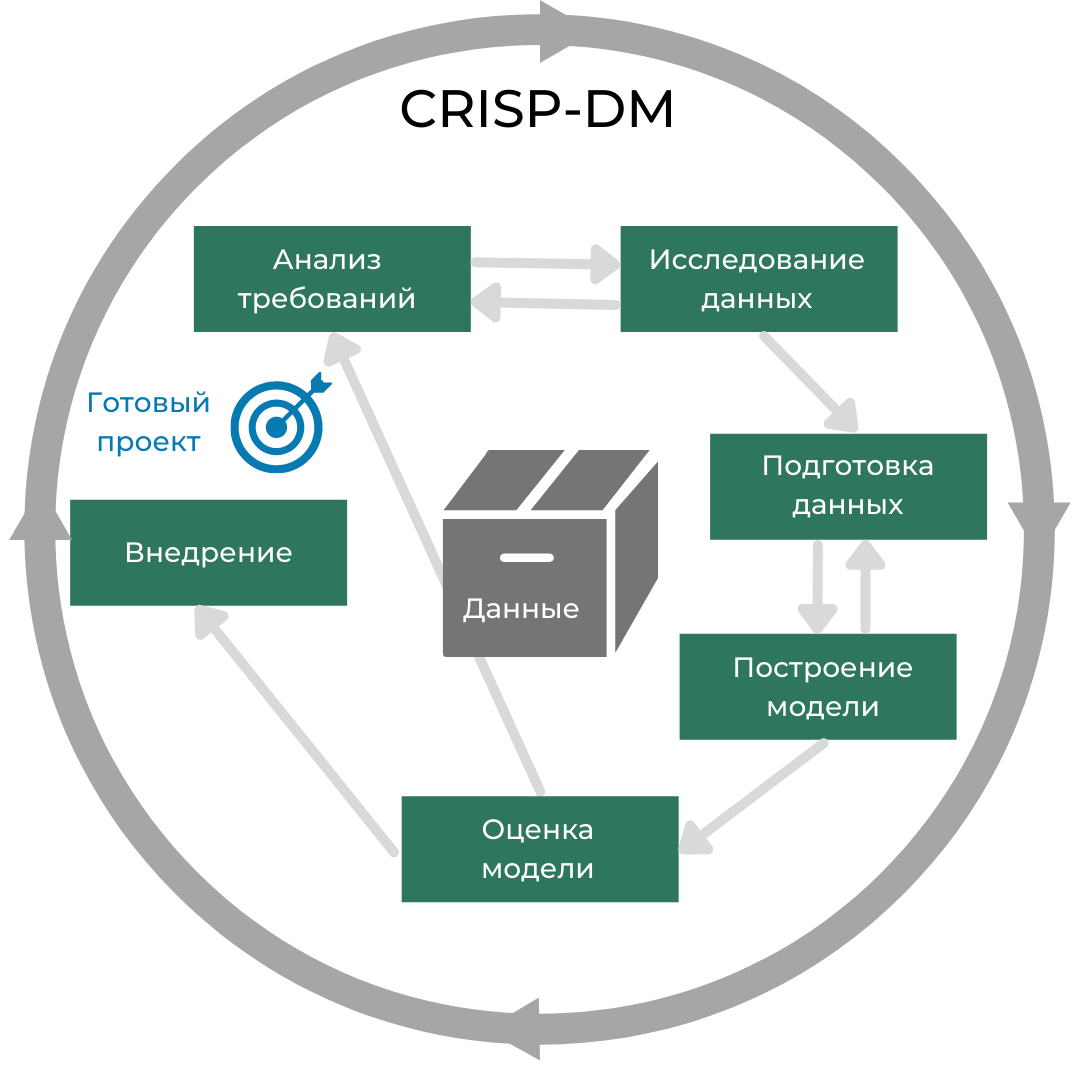 CRISP-DM
Анализ
требований
Исследование
данных
Готовый
проект
Подготовка
данных
Внедрение
Данные
Построение
модели
Оценка
модели